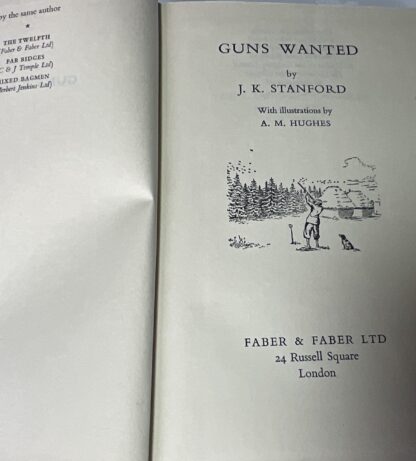 by the same author
*
THE TWELFTH
(Faber & Faber Ltd)
FAR RIDGES
(C & J Temple Ltd)
MIXED BAGMEN
(Herbert Jenkins Ltd)
GUNS WANTED
by
J. K. STANFORD
With illustrations by
A. M. HUGHES
FABER & FABER LTD
24 Russell Square
London